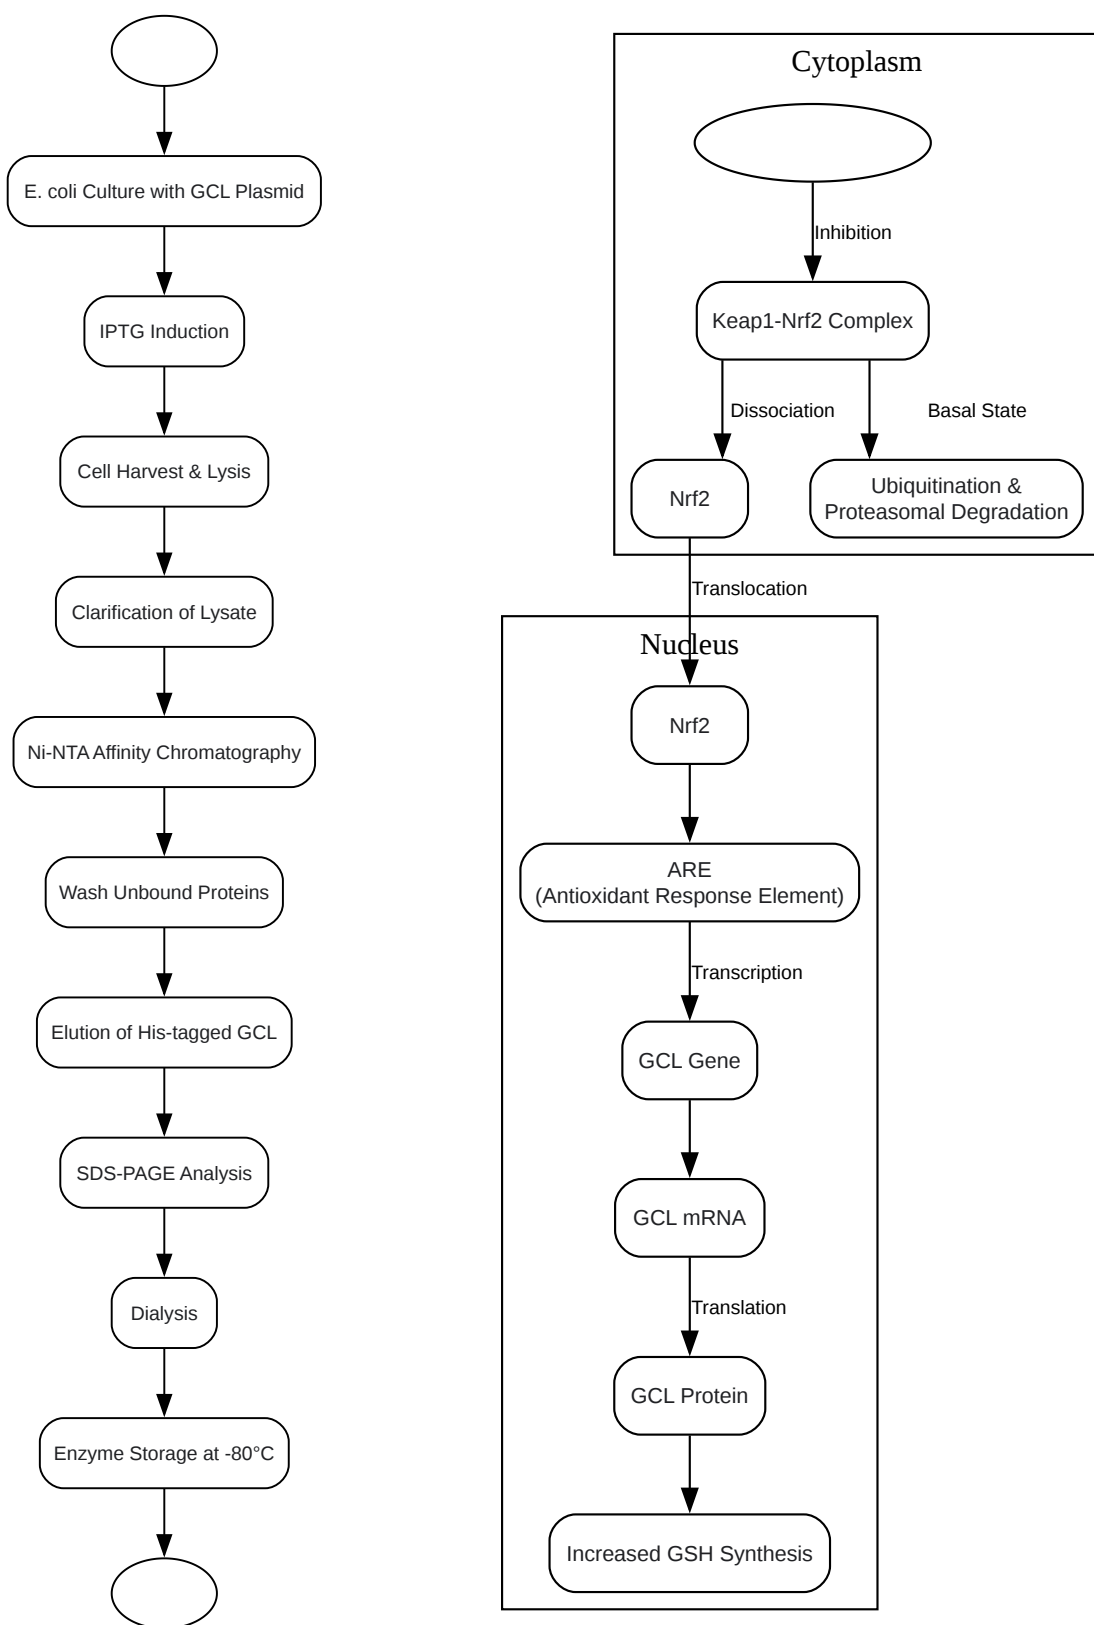 E. coli Culture with GCL Plasmid
IPTG Induction
Cell Harvest & Lysis
Clarification of Lysate
Ni-NTA Affinity Chromatography
Wash Unbound Proteins
Elution of His-tagged GCL
SDS-PAGE Analysis
Dialysis
Enzyme Storage at -80°C
Cytoplasm
Inhibition
Keap1-Nrf2 Complex
Dissociation
Basal State
Nrf2
Ubiquitination &
Proteasomal Degradation
Translocation
Nucleus
Nrf2
ARE
(Antioxidant Response Element)
Transcription
GCL Gene
GCL mRNA
Translation
GCL Protein
Increased GSH Synthesis